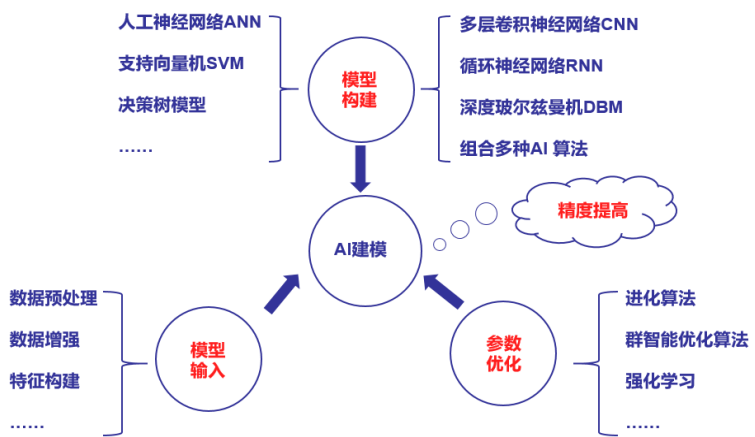 人工神经网络ANN
支持向量机SVM
决策树模型
......
模型
构建
多层卷积神经网络CNN
循环神经网络RNN
深度玻尔兹曼机DBM
组合多种AI 算法
精度提高
AI建模
数据预处理
数据增强
特征构建
......
模型
输入
参数
优化
进化算法
群智能优化算法
强化学习
......